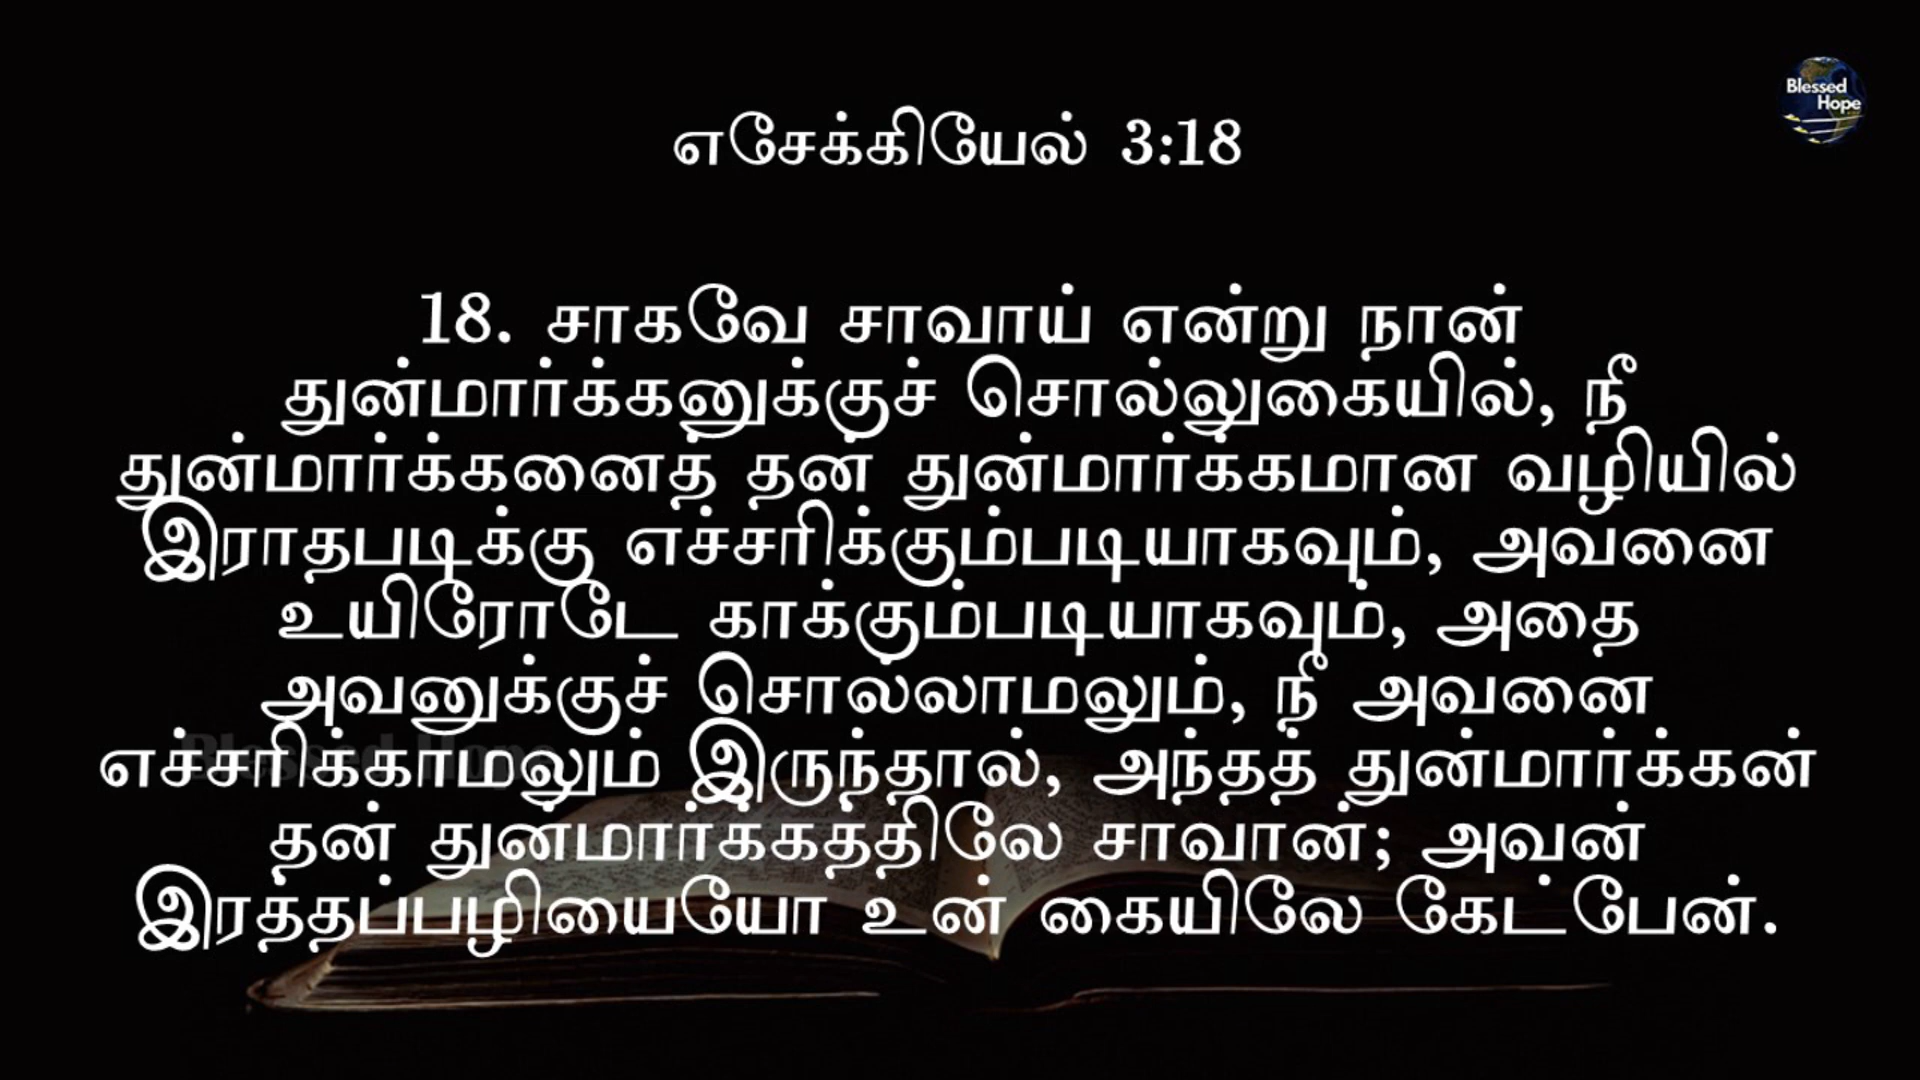 Blessed
Hope
எசேக்கியேல் 3:18
18. சாகவே சாவாய் என்று நான்
துன்மார்க்கனுக்குச் சொல்லுகையில், நீ
துன்மார்க்கனைத் தன் துன்மார்க்கமான வழியில்
இராதபடிக்கு எச்சரிக்கும்படியாகவும், அவனை
உயிரோடே காக்கும்படியாகவும், அதை
அவனுக்குச் சொல்லாமலும், நீ அவனை
எச்சரிக்காமலும் இருந்தால், அந்தத் துன்மார்க்கன்
தன் துன்மார்க்கத்திலே சாவான்; அவன்
இரத்தப்பழியையோ உன் கையிலே கேட்பேன்.
Blessed Hope